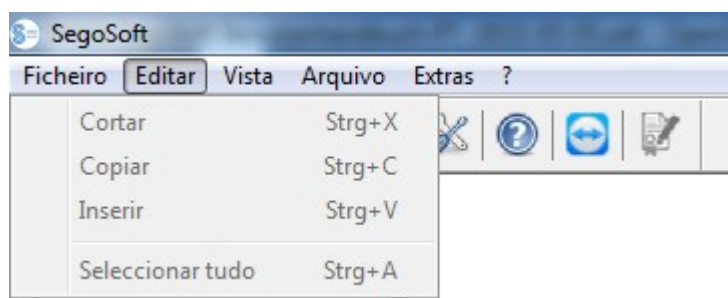 SegoSoft
Ficheiro Editar Vista Arquivo Extras ?
Cortar Strg+X
Copiar Strg+C
Inserir Strg+V
Seleccionar tudo Strg+A